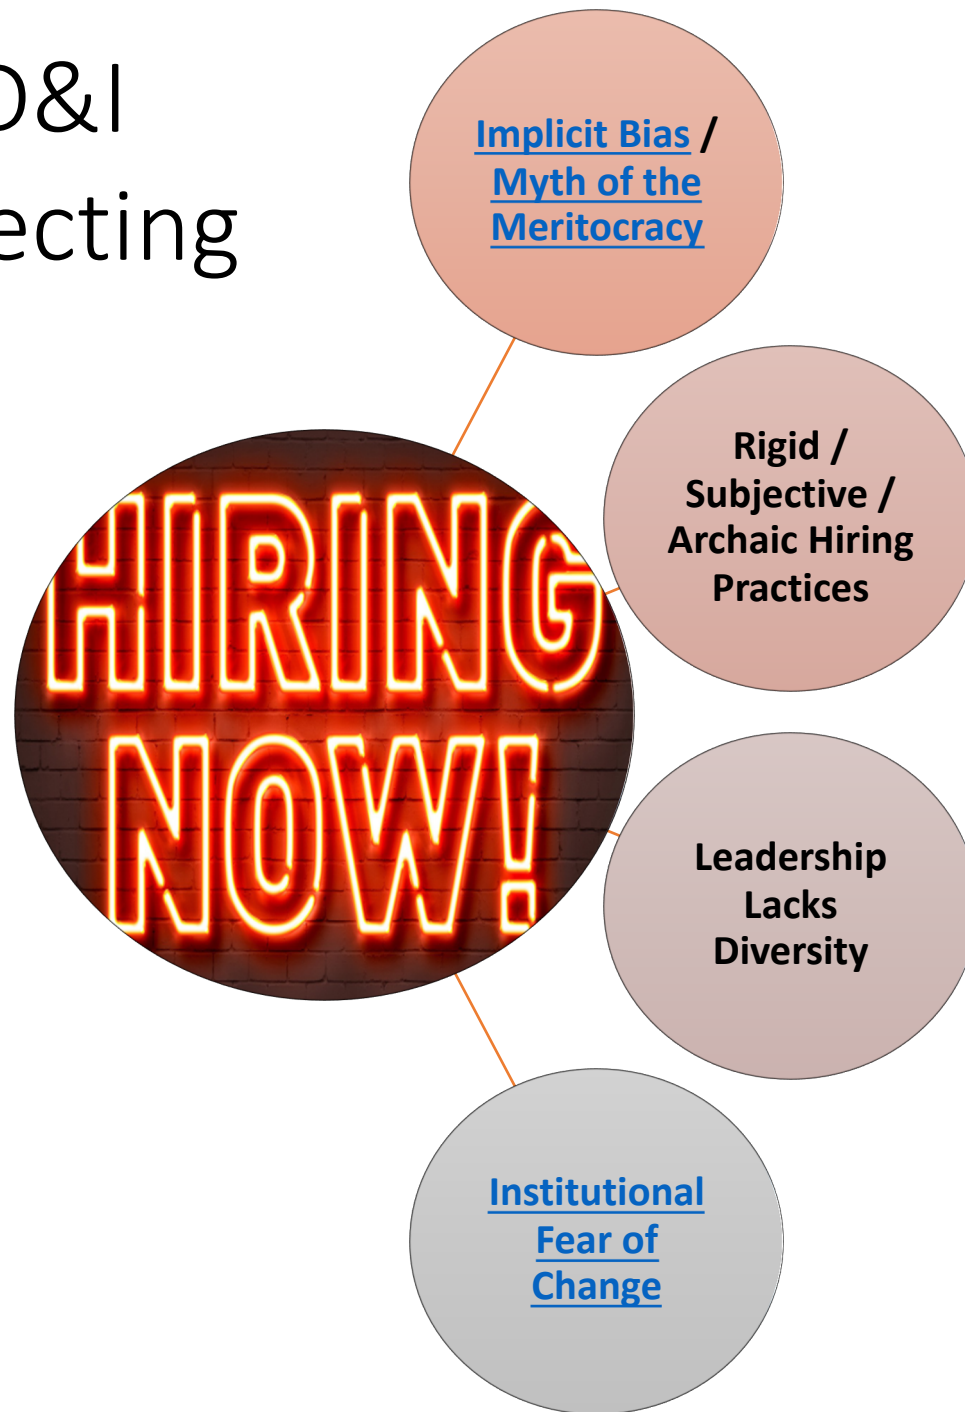 D&I
ecting
Implicit Bias /
Myth of the
Meritocracy
Rigid /
Subjective /
Archaic Hiring
Practices
HIRING
NOW!
Leadership
Lacks
Diversity
Institutional
Fear of
Change